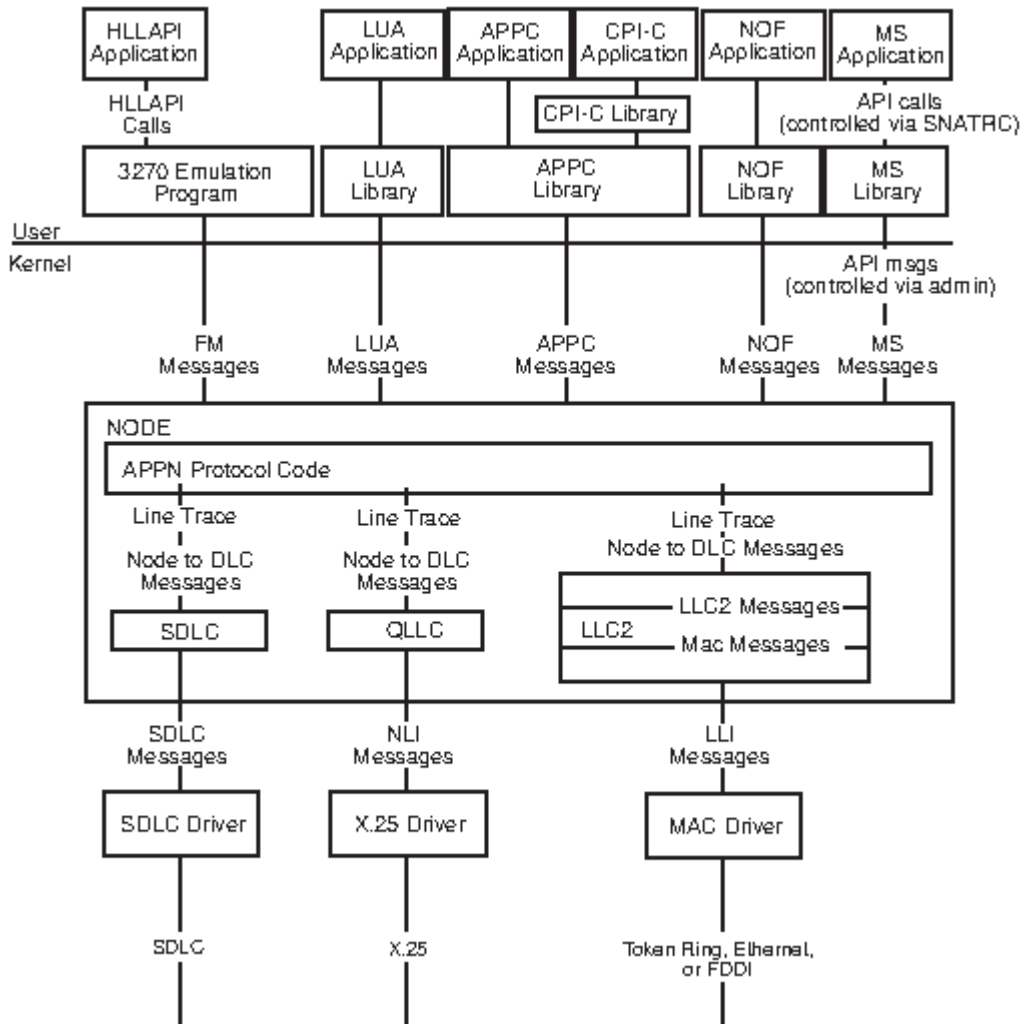 HLLAPI
Application
LUA
Application
APPC
Application
CPI-C
Application
NOF
Application
MS
Application
HLLAPI
Calls
CPI-C Library
API calls
(controlled via SNATRC)
3270 Emulation
Program
LUA
Library
APPC
Library
NOF
Library
MS
Library
User
Kernel
API msgs
(controlled via admin)
FM
Messages
LUA
Messages
APPC
Messages
NOF
Messages
MS
Messages
NODE
APPN Protocol Code
Line Trace
Line Trace
Line Trace
Node to DLC
Messages
Node to DLC
Messages
Node to DLC Messages
SDLC
QLLC
LLC2 Messages
LLC2
Mac Messages
SDLC
Messages
NLI
Messages
LLI
Messages
SDLC Driver
X.25 Driver
MAC Driver
SDLC
X.25
Token Ring, Ethernet,
or FDDI